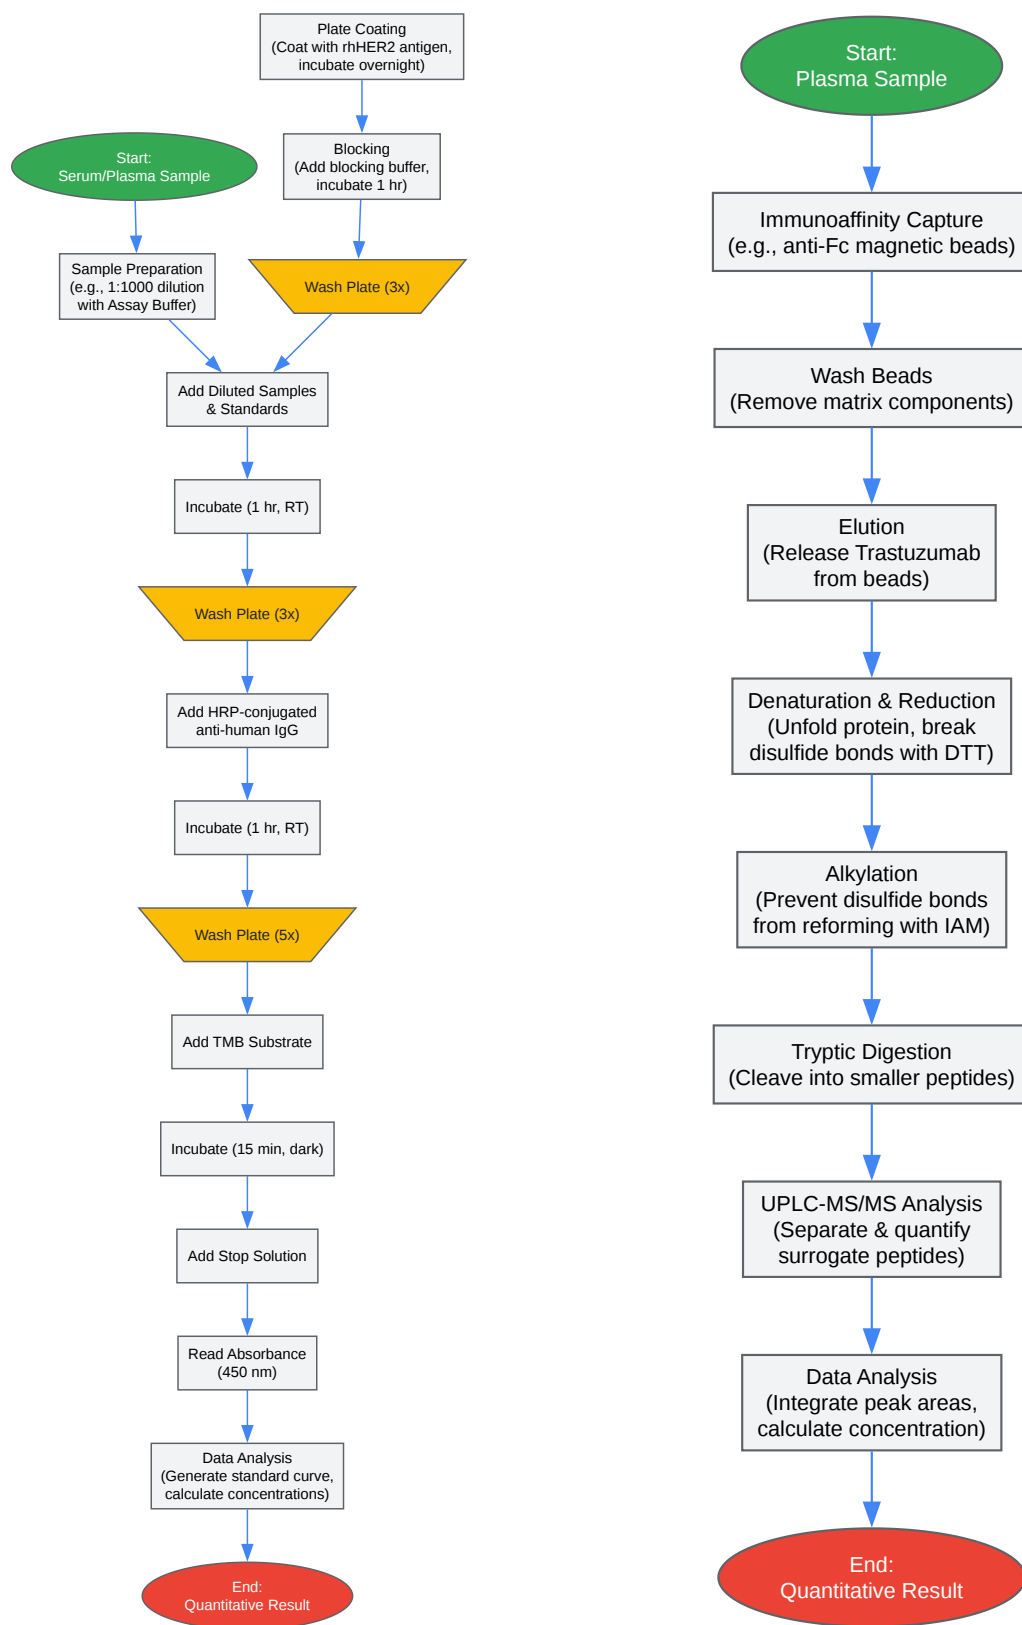 Plate Coating
(Coat with rhHER2 antigen,
incubate overnight)
Blocking
(Add blocking buffer,
incubate 1 hr)
Start:
Serum/Plasma Sample
Sample Preparation
(e.g., 1:1000 dilution
with Assay Buffer)
Wash Plate (3x)
Add Diluted Samples
& Standards
Incubate (1 hr, RT)
Wash Plate (3x)
Add HRP-conjugated
anti-human IgG
Incubate (1 hr, RT)
Wash Plate (5x)
Add TMB Substrate
Incubate (15 min, dark)
Add Stop Solution
Read Absorbance
(450 nm)
Data Analysis
(Generate standard curve,
calculate concentrations)
End:
Quantitative Result
Start:
Plasma Sample
Immunoaffinity Capture
(e.g., anti-Fc magnetic beads)
Wash Beads
(Remove matrix components)
Elution
(Release Trastuzumab
from beads)
Denaturation & Reduction
(Unfold protein, break
disulfide bonds with DTT)
Alkylation
(Prevent disulfide bonds
from reforming with IAM)
Tryptic Digestion
(Cleave into smaller peptides)
UPLC-MS/MS Analysis
(Separate & quantify
surrogate peptides)
Data Analysis
(Integrate peak areas,
calculate concentration)
End:
Quantitative Result